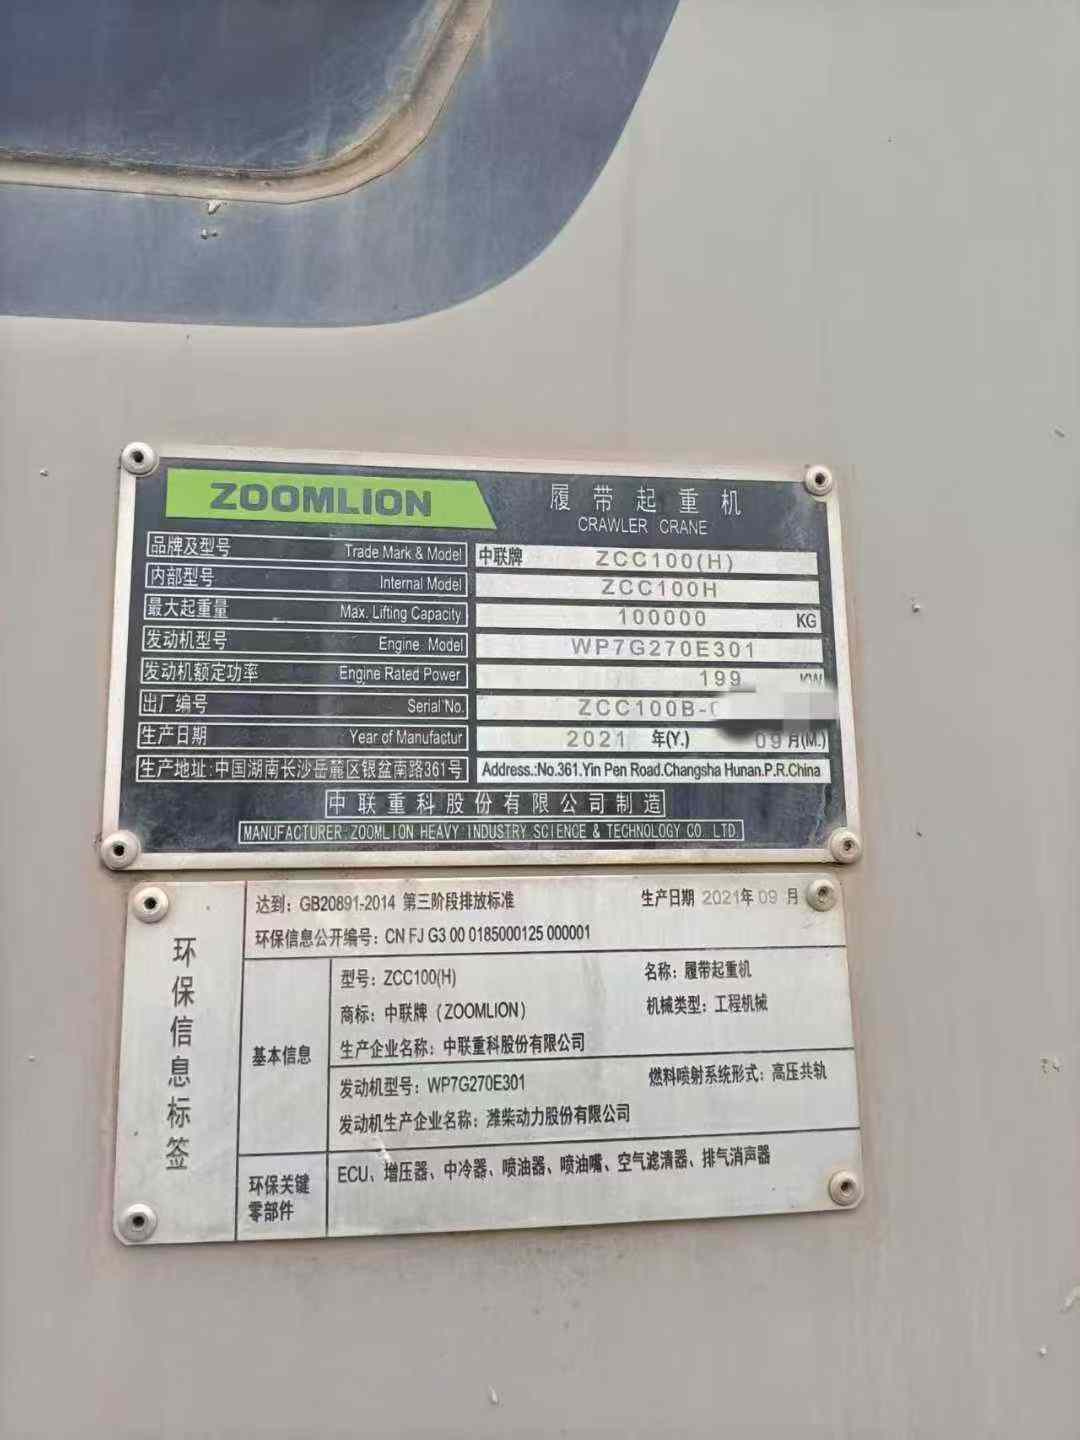 ZOOMLION
履带起重机
CRAWLER CRANE
品牌及型号 Trade Mark & Model 中联牌 ZCC100(H)
内部型号 Internal Model ZCC100H
最大起重量 Max. Lifting Capacity 100000 KG
发动机型号 Engine Model WP7G270E301
发动机额定功率 Engine Rated Power 199 KW
出厂编号 Serial No. ZCC100B-
生产日期 Year of Manufactur 2021 年(Y.) 09 月(M.)
生产地址:中国湖南长沙岳麓区银盆南路361号 Address.:No.361.Yin Pen Road.Changsha Hunan.P.R.China
中联重科股份有限公司制造
MANUFACTURER:ZOOMLION HEAVY INDUSTRY SCIENCE & TECHNOLOGY CO. LTD.
环保信息标签
达到：GB20891-2014 第三阶段排放标准 生产日期 2021年 09 月
环保信息公开编号：CN FJ G3 00 0185000125 000001
基本信息
型号：ZCC100(H) 名称：履带起重机
商标：中联牌（ZOOMLION） 机械类型：工程机械
生产企业名称：中联重科股份有限公司
发动机型号：WP7G270E301 燃料喷射系统形式：高压共轨
发动机生产企业名称：潍柴动力股份有限公司
环保关键
零部件
ECU、增压器、中冷器、喷油器、喷油嘴、空气滤清器、排气消声器